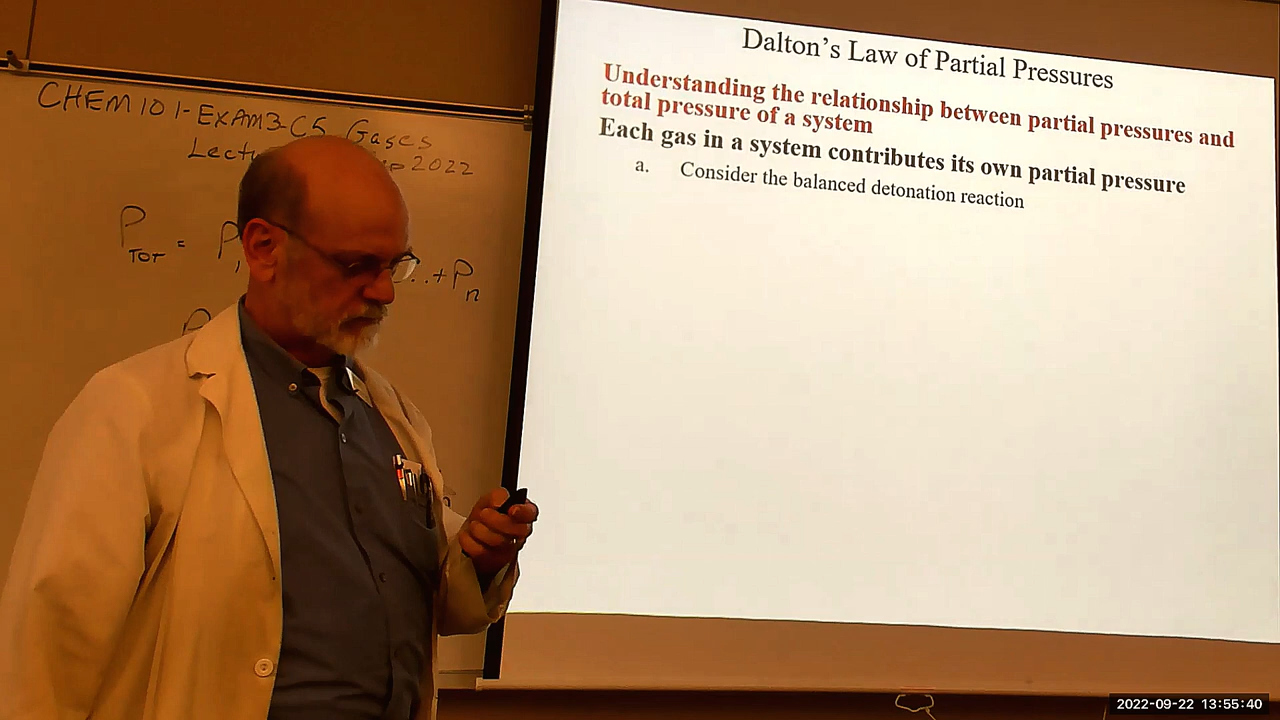 CHEM 101-EXAM3-C5 Gases
2022
P TOT = P ... + P n
P
Dalton's Law of Partial Pressures
Understanding the relationship between partial pressures and
total pressure of a system
Each gas in a system contributes its own partial pressure
a. Consider the balanced detonation reaction
2022-09-22 13:55:40